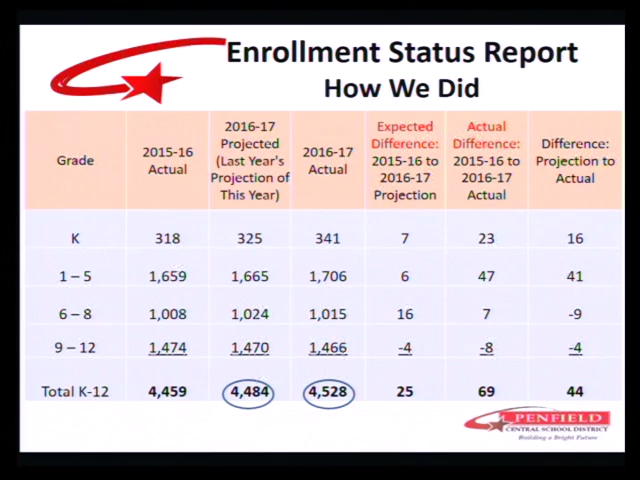 Enrollment Status Report
How We Did
Grade
2015-16
Actual
2016-17
Projected
(Last Year's
Projection of
This Year)
2016-17
Actual
Expected
Difference:
2015-16 to
2016-17
Projection
Actual
Difference:
2015-16 to
2016-17
Actual
Difference:
Projection to
Actual
K 318 325 341 7 23 16
1 – 5 1,659 1,665 1,706 6 47 41
6 – 8 1,008 1,024 1,015 16 7 -9
9 – 12 1,474 1,470 1,466 -4 -8 -4
Total K-12 4,459 4,484 4,528 25 69 44
PENFIELD
CENTRAL SCHOOL DISTRICT
Building a Bright Future